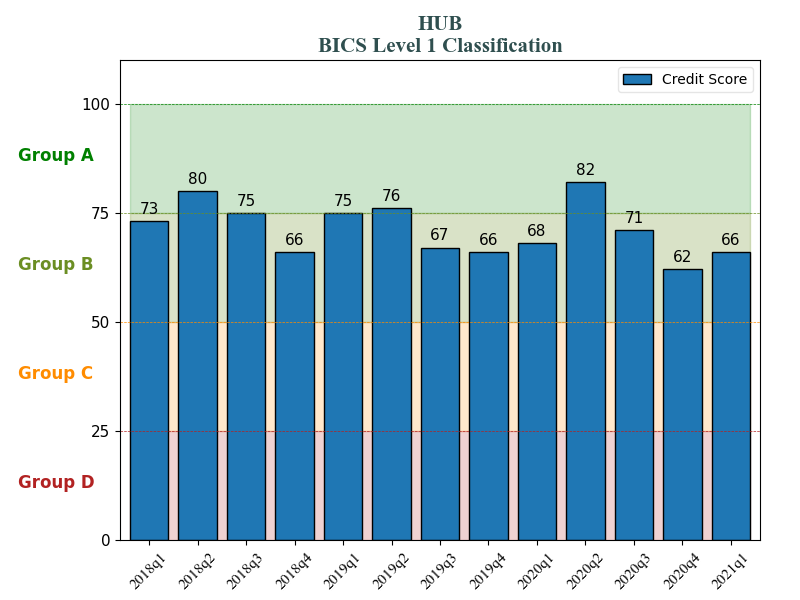 HUB
BICS Level 1 Classification
Credit Score
100
Group A
80
82
73
75
75
76
71
75
66
67
66
68
62
66
Group B
50
Group C
25
Group D
0
2018q1
2018q2
2018q3
2018q4
2019q1
2019q2
2019q3
2019q4
2020q1
2020q2
2020q3
2020q4
2021q1